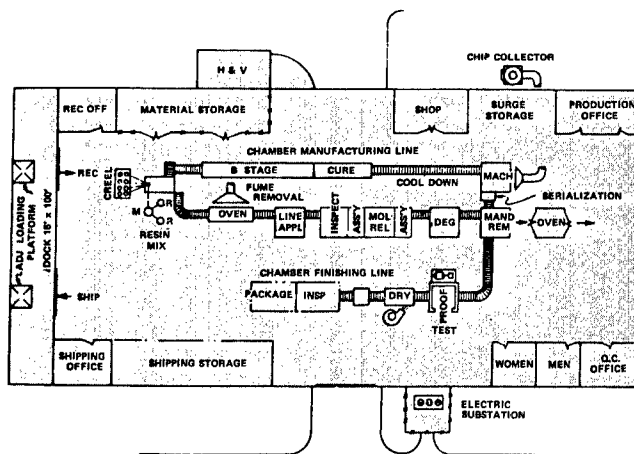 H & V
CHIP COLLECTOR
REC OFF
MATERIAL STORAGE
SHOP
SURGE
STORAGE
PRODUCTION
OFFICE
CHAMBER MANUFACTURING LINE
REC
CREEL
B STAGE
CURE
COOL DOWN
MACH
SERIALIZATION
FUME
REMOVAL
M
R
R
RESIN
MIX
OVEN
LINE
APPL
INSPECT
ASS'Y
MOL
REL
ASS'Y
DEG
MAND
REM
OVEN
ADJ LOADING
PLATFORM
DOCK 15" x 100'
CHAMBER FINISHING LINE
PACKAGE
INSP
DRY
PROOF
TEST
SHIP
SHIPPING
OFFICE
SHIPPING STORAGE
WOMEN
MEN
Q.C.
OFFICE
ELECTRIC
SUBSTATION